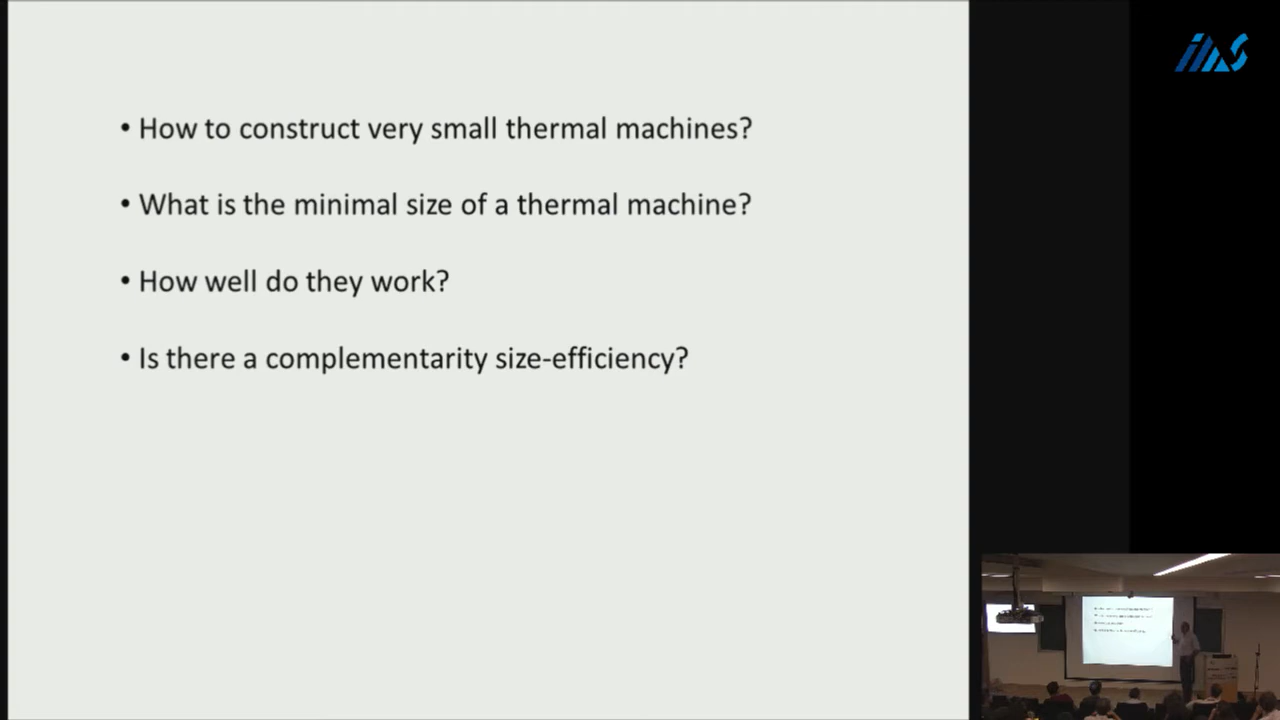 • How to construct very small thermal machines?
• What is the minimal size of a thermal machine?
• How well do they work?
• Is there a complementarity size-efficiency?